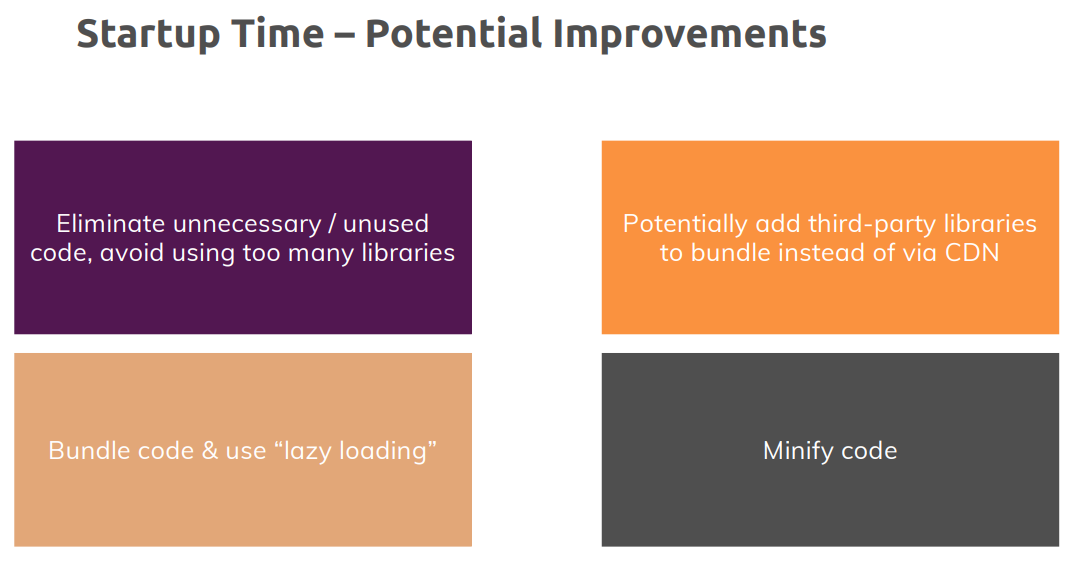 Startup Time – Potential Improvements
Eliminate unnecessary / unused
code, avoid using too many libraries
Potentially add third-party libraries
to bundle instead of via CDN
Bundle code & use “lazy loading”
Minify code